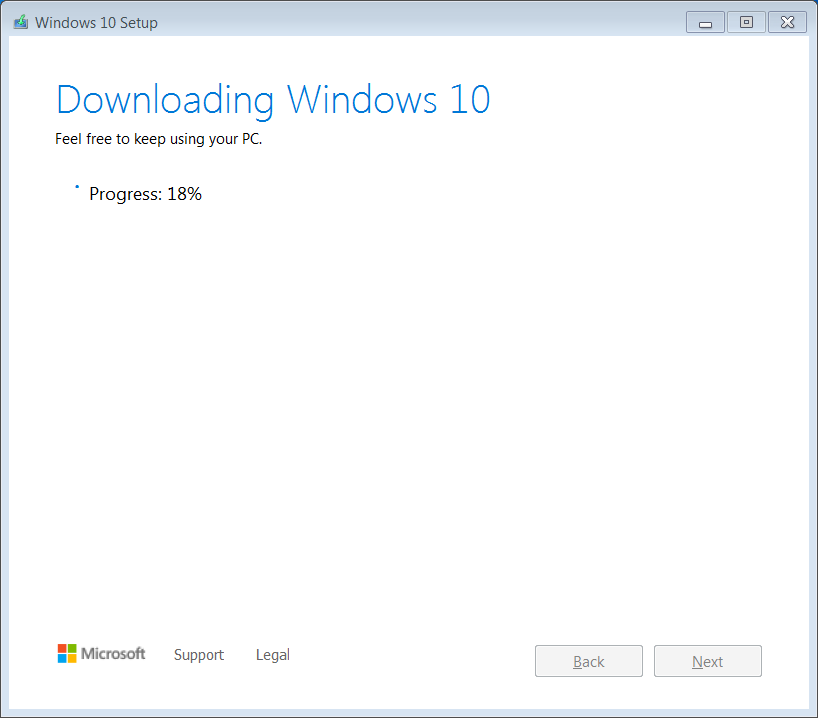 Windows 10 Setup
Downloading Windows 10
Feel free to keep using your PC.
Progress: 18%
Microsoft Support Legal Back Next